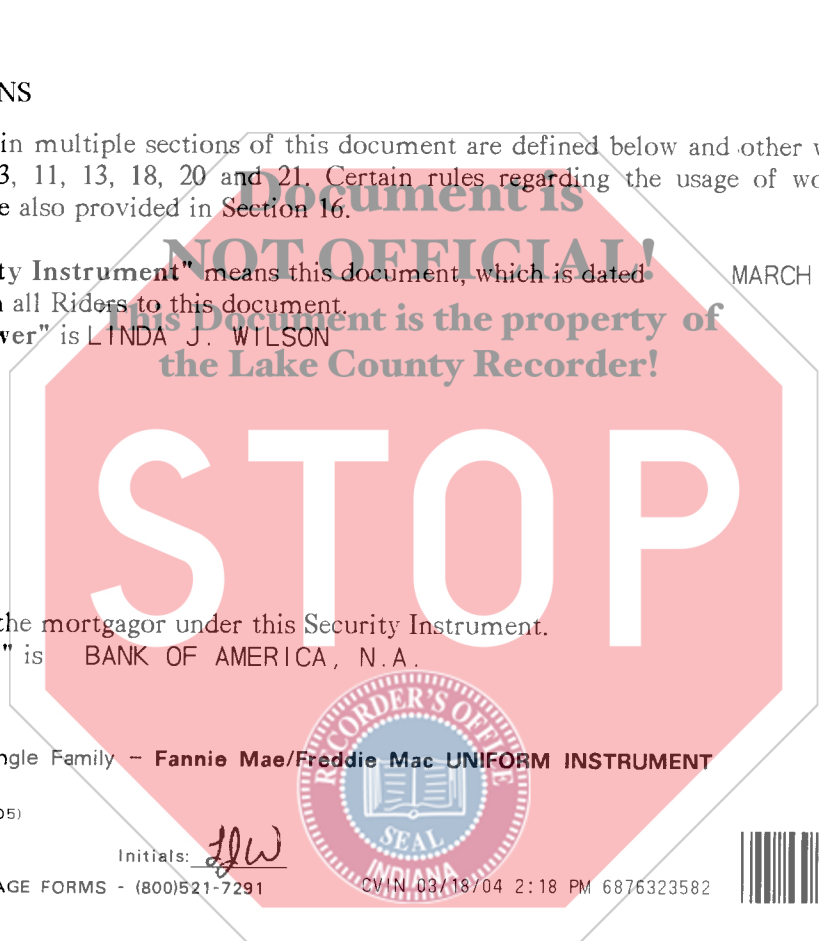 NS
in multiple sections of this document are defined below and other w
3, 11, 13, 18, 20 and 21. Certain rules regarding the usage of wo
e also provided in Section 16.
Document is
NOT OFFICIAL!
This Document is the property of
the Lake County Recorder!
ty Instrument" means this document, which is dated MARCH
all Riders to this document.
ver" is LINDA J. WILSON
STOP
the mortgagor under this Security Instrument.
" is BANK OF AMERICA, N.A.
RECORDER'S OFFICE
SEAL
INDIANA
ngle Family - Fannie Mae/Freddie Mac UNIFORM INSTRUMENT
05)
Initials: LJW
AGE FORMS - (800)521-7291 CV'N 03/18/04 2:18 PM 6876323582